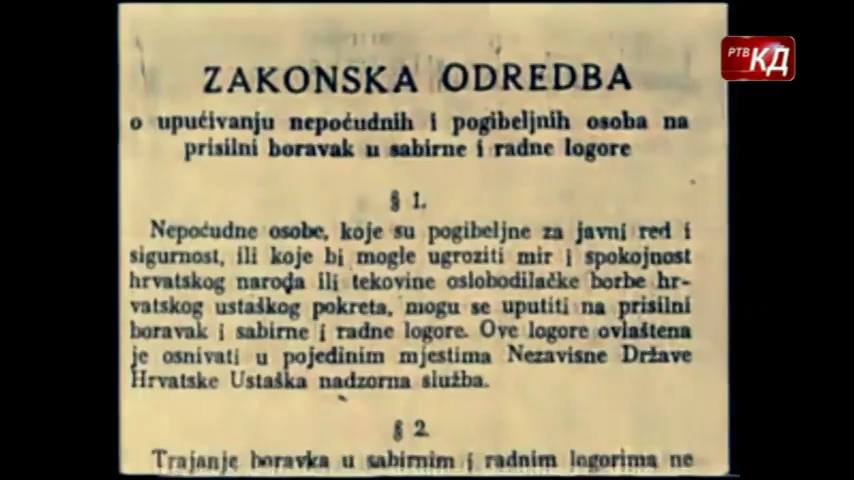 РТВ
КД
ZAKONSKA ODREDBA
o upućivanju nepoćudnih i pogibeljnih osoba na
prisilni boravak u sabirne i radne logore
§ 1.
Nepoćudne osobe, koje su pogibeljne za javni red i
sigurnost, ili koje bi mogle ugroziti mir i spokojnost
hrvatskog naroda ili tekovine oslobodilačke borbe hr-
vatskog ustaškog pokreta, mogu se uputiti na prisilni
boravak i sabirne i radne logore. Ove logore ovlaštena
je osnivati u pojedinim mjestima Nezavisne Države
Hrvatske Ustaška nadzorna služba.
§ 2.
Trajanje boravka u sabirnim i radnim logorima ne